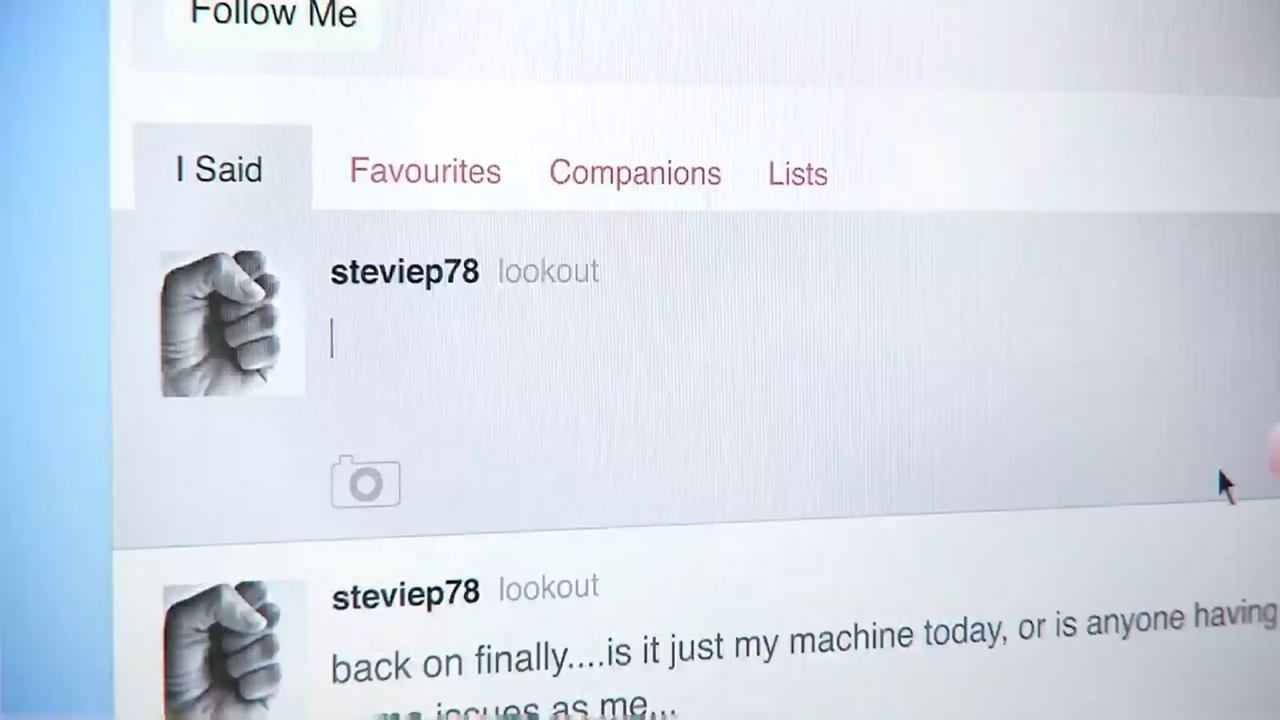 Follow Me
I Said Favourites Companions Lists
steviep78 lookout
steviep78 lookout
back on finally....is it just my machine today, or is anyone having
issues as me...